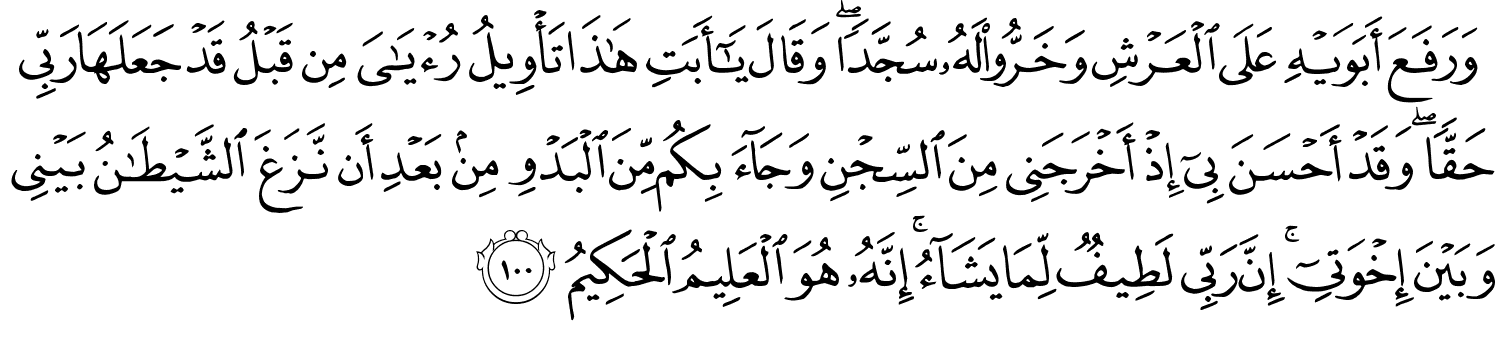 وَرَفَعَ أَبَوَيْهِ عَلَى ٱلْعَرْشِ وَخَرُّوا۟ لَهُۥ سُجَّدًا ۖ وَقَالَ يَـٰٓأَبَتِ هَـٰذَا تَأْوِيلُ رُءْيَـٰىَ مِن قَبْلُ قَدْ جَعَلَهَا رَبِّى
حَقًّا ۖ وَقَدْ أَحْسَنَ بِىٓ إِذْ أَخْرَجَنِى مِنَ ٱلسِّجْنِ وَجَآءَ بِكُم مِّنَ ٱلْبَدْوِ مِنۢ بَعْدِ أَن نَّزَغَ ٱلشَّيْطَـٰنُ بَيْنِى
وَبَيْنَ إِخْوَتِىٓ ۚ إِنَّ رَبِّى لَطِيفٌ لِّمَا يَشَآءُ ۚ إِنَّهُۥ هُوَ ٱلْعَلِيمُ ٱلْحَكِيمُ ١٠٠